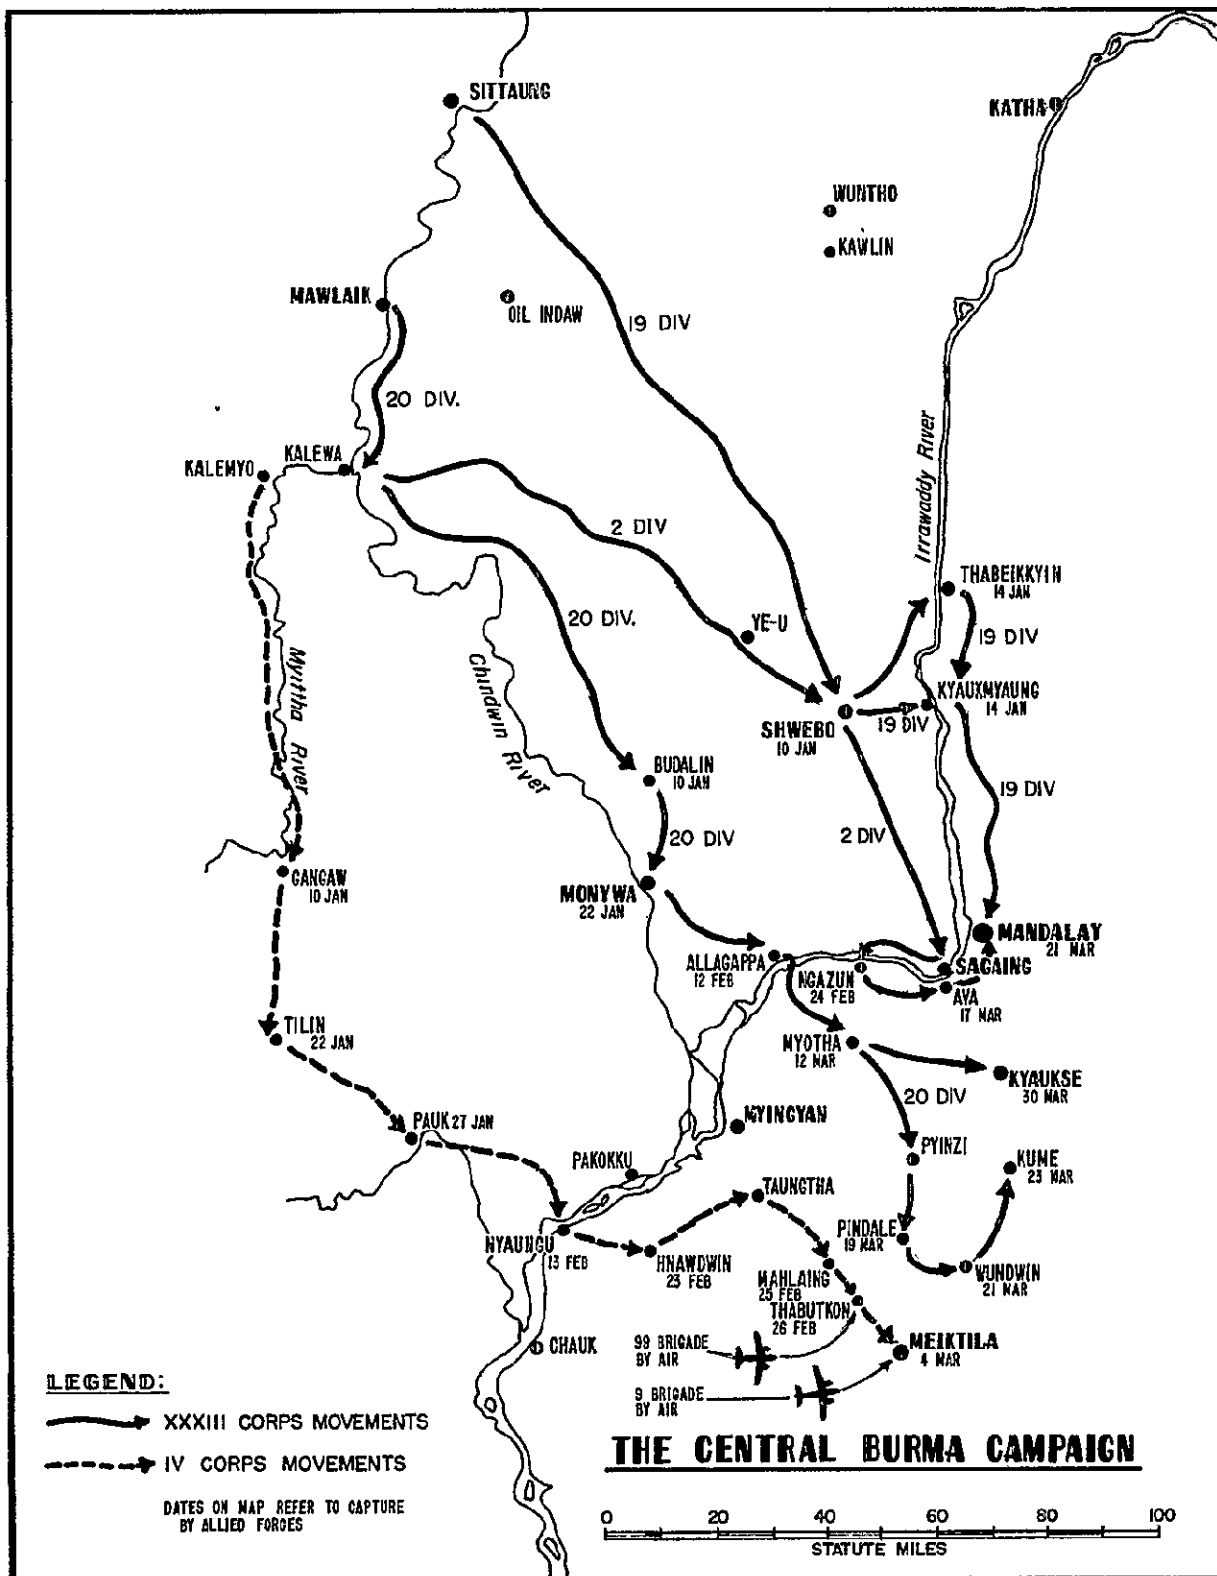 SITTAUNG
KATHA
WUNTHO
KAWLIN
MAWLAIK
OIL INDAW
19 DIV
20 DIV.
Irrawaddy River
KALEWA
KALEMYO
2 DIV
THABEIKKYIN
14 JAN
20 DIV.
YE-U
19 DIV
Myittha River
Chindwin River
KYAUKMYAUNG
14 JAN
SHWEBO
10 JAN
19 DIV
BUDALIN
10 JAN
19 DIV
20 DIV
2 DIV
GANGAW
10 JAN
MONYWA
22 JAN
MANDALAY
21 MAR
ALLAGAPPA
12 FEB
NGAZUN
24 FEB
SAGAING
AVA
17 MAR
TILIN
22 JAN
MYOTHA
12 MAR
KYAUKSE
30 MAR
20 DIV
PAUK 27 JAN
MYINGYAN
PYINZI
KUME
23 MAR
PAKOKKU
TAUNGTHA
PINDALE
19 MAR
NYAUNGU
13 FEB
HNAWDWIN
23 FEB
WUNDWIN
21 MAR
MAHLAING
25 FEB
THABUTKON
26 FEB
CHAUK
99 BRIGADE
BY AIR
MEIKTILA
4 MAR
9 BRIGADE
BY AIR
LEGEND:
XXXIII CORPS MOVEMENTS
IV CORPS MOVEMENTS
DATES ON MAP REFER TO CAPTURE
BY ALLIED FORCES
THE CENTRAL BURMA CAMPAIGN
0 20 40 60 80 100
STATUTE MILES